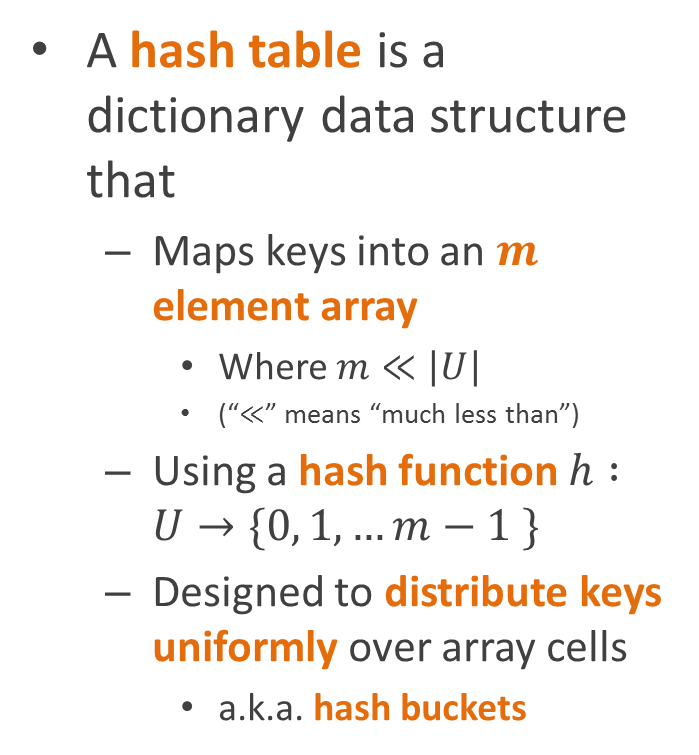 • A hash table is a
dictionary data structure
that
– Maps keys into an m
element array
• Where m ≪ |U|
• (“≪” means “much less than”)
– Using a hash function h :
U → {0, 1, … m − 1 }
– Designed to distribute keys
uniformly over array cells
• a.k.a. hash buckets